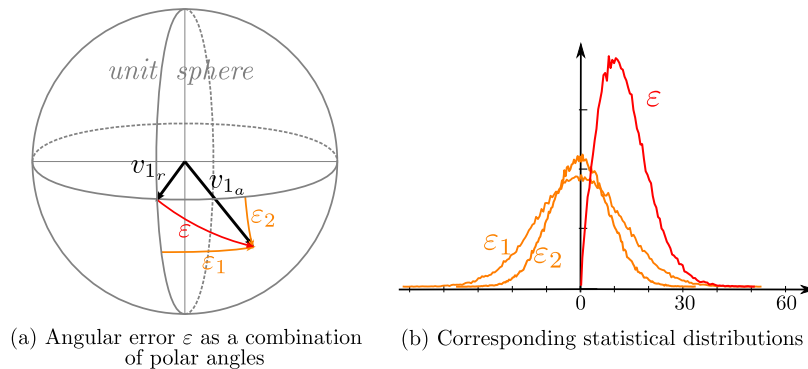 unit sphere
v1r
v1a
ε
ε2
ε1
(a) Angular error ε as a combination
of polar angles
ε
ε1
ε2
0
30
60
(b) Corresponding statistical distributions